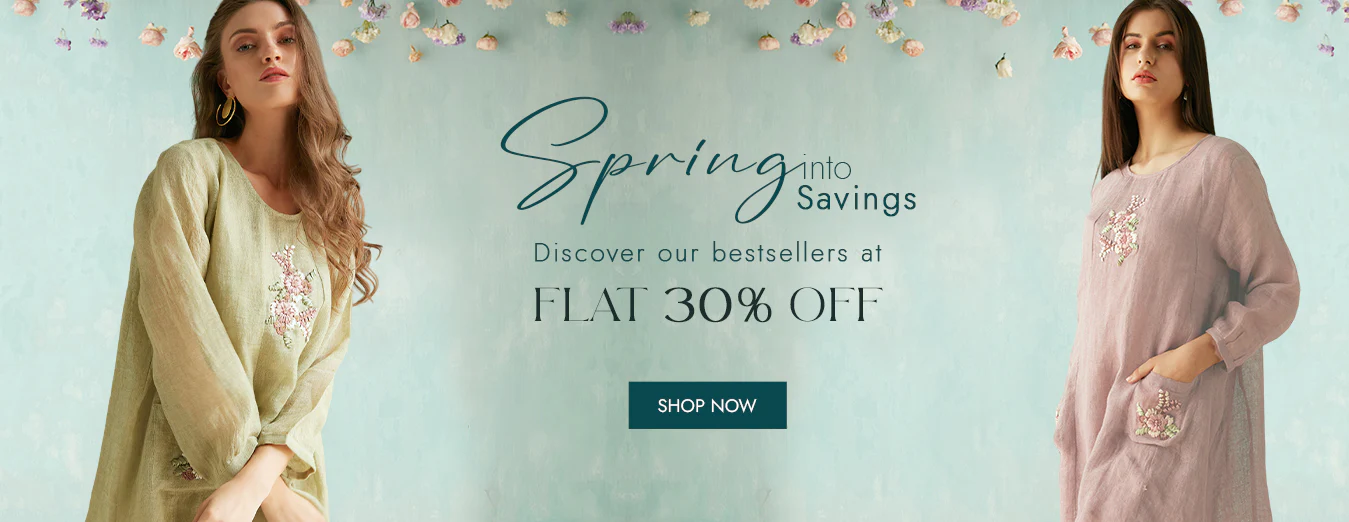 Spring into
Savings
Discover our bestsellers at
FLAT 30% OFF
SHOP NOW